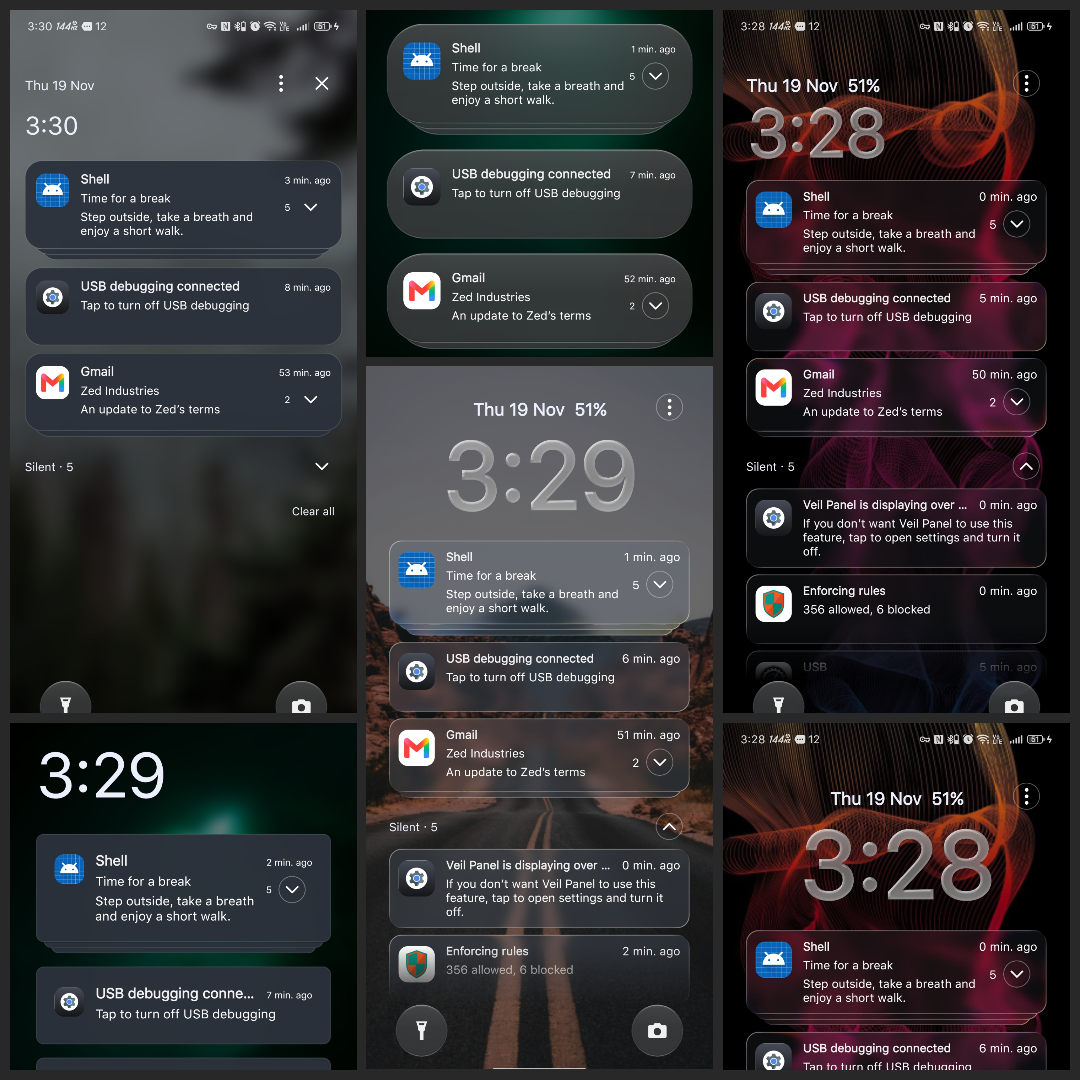 3:30 144Hz 12
61
Thu 19 Nov
3:30
Shell 3 min. ago
Time for a break
5
Step outside, take a breath and
enjoy a short walk.
USB debugging connected 8 min. ago
Tap to turn off USB debugging
Gmail 53 min. ago
Zed Industries
2
An update to Zed's terms
Silent · 5
Clear all
3:29
Shell 2 min. ago
Time for a break
5
Step outside, take a breath
and enjoy a short walk.
USB debugging conne... 7 min. ago
Tap to turn off USB debugging
Shell 1 min. ago
Time for a break
5
Step outside, take a breath and
enjoy a short walk.
USB debugging connected 7 min. ago
Tap to turn off USB debugging
Gmail 52 min. ago
Zed Industries
2
An update to Zed's terms
Thu 19 Nov 51%
3:29
Shell 1 min. ago
Time for a break
5
Step outside, take a breath and
enjoy a short walk.
USB debugging connected 6 min. ago
Tap to turn off USB debugging
Gmail 51 min. ago
Zed Industries
2
An update to Zed's terms
Silent · 5
Veil Panel is displaying over ... 0 min. ago
If you don't want Veil Panel to use this
feature, tap to open settings and turn it
off.
Enforcing rules 2 min. ago
356 allowed, 6 blocked
3:28 144Hz 12
Thu 19 Nov 51%
3:28
Shell 0 min. ago
Time for a break
5
Step outside, take a breath and
enjoy a short walk.
USB debugging connected 5 min. ago
Tap to turn off USB debugging
Gmail 50 min. ago
Zed Industries
2
An update to Zed's terms
Silent · 5
Veil Panel is displaying over ... 0 min. ago
If you don't want Veil Panel to use this
feature, tap to open settings and turn it
off.
Enforcing rules 0 min. ago
356 allowed, 6 blocked
USB 5 min. ago
3:28 144Hz 12
Thu 19 Nov 51%
3:28
Shell 0 min. ago
Time for a break
5
Step outside, take a breath and
enjoy a short walk.
USB debugging connected 6 min. ago
Tap to turn off USB debugging